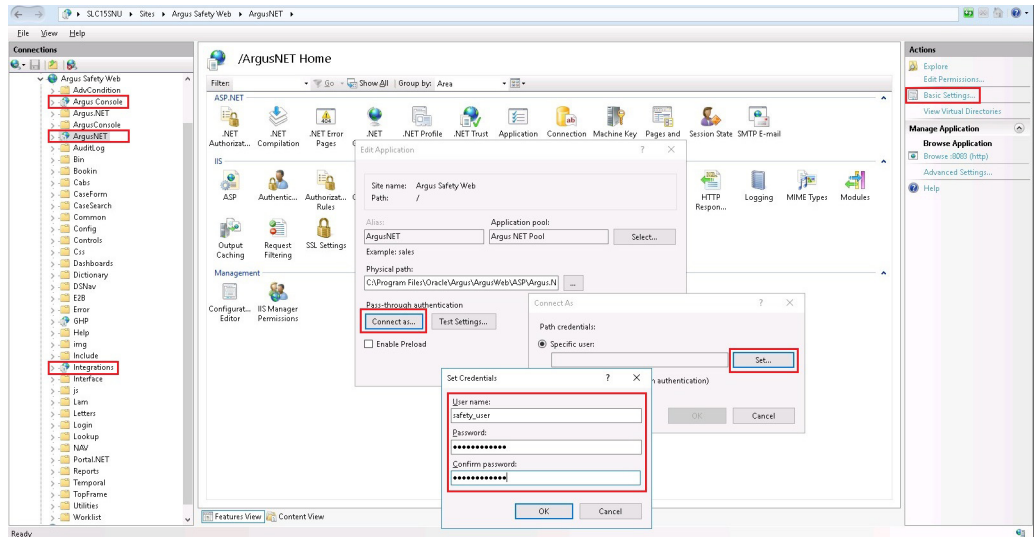 SLC15SNU ▸ Sites ▸ Argus Safety Web ▸ ArgusNET ▸
File View Help
Connections
Argus Safety Web
AdvCondition
Argus Console
Argus.NET
ArgusConsole
ArgusNET
AuditLog
Bin
Bookin
Cabs
CaseForm
CaseSearch
Common
Config
Controls
Css
Dashboards
Dictionary
DSNav
E2B
Error
GHP
Help
img
Include
Integrations
Interface
js
Lam
Letters
Login
Lookup
NAV
Portal.NET
Reports
Temporal
TopFrame
Utilities
Worklist
/ArgusNET Home
Filter: Go Show All Group by: Area
ASP.NET
.NET Authorizat... .NET Compilation .NET Error Pages .NET .NET Profile .NET Trust Application Connection Machine Key Pages and Session State SMTP E-mail
IIS
ASP Authentic... Authorizat... Rules HTTP Respon... Logging MIME Types Modules
Output Caching Request Filtering SSL Settings
Management
Configurat... Editor IIS Manager Permissions
Edit Application ? ×
Site name: Argus Safety Web
Path: /
Alias: Application pool:
ArgusNET Argus NET Pool Select...
Example: sales
Physical path:
C:\Program Files\Oracle\Argus\ArgusWeb\ASP\Argus.N ...
Pass-through authentication
Connect as... Test Settings...
Enable Preload
Connect As ? ×
Path credentials:
Specific user:
Set...
authentication)
OK Cancel
Set Credentials ? ×
User name:
safety_user
Password:
●●●●●●●●●●●●
Confirm password:
●●●●●●●●●●●●
OK Cancel
Features View Content View
Actions
Explore
Edit Permissions...
Basic Settings...
View Virtual Directories
Manage Application
Browse Application
Browse :8083 (http)
Advanced Settings...
Help
Ready